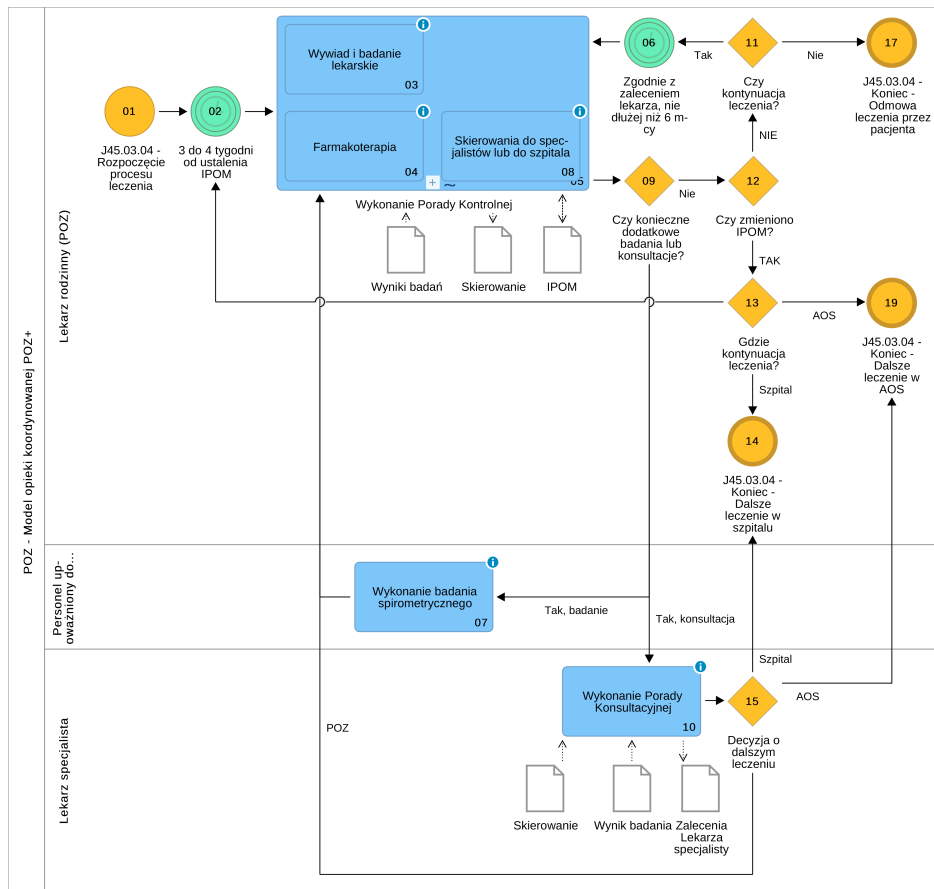 POZ - Model opieki koordynowanej POZ+
Lekarz rodzinny (POZ)
01
J45.03.04 -
Rozpoczęcie
procesu
leczenia
02
3 do 4 tygodni
od ustalenia
IPOM
Wywiad i badanie
lekarskie
03
Farmakoterapia
04
Skierowania do spec-
jalistów lub do szpitala
08
05
Wykonanie Porady Kontrolnej
Wyniki badań
Skierowanie
IPOM
06
Zgodnie z
zaleceniem
lekarza, nie
dłużej niż 6 m-
cy
Tak
11
Czy
kontynuacja
leczenia?
Nie
17
J45.03.04 -
Koniec -
Odmowa
leczenia przez
pacjenta
NIE
09
Czy konieczne
dodatkowe
badania lub
konsultacje?
Nie
12
Czy zmieniono
IPOM?
TAK
13
Gdzie
kontynuacja
leczenia?
AOS
19
J45.03.04 -
Koniec -
Dalsze
leczenie w
AOS
Szpital
14
J45.03.04 -
Koniec -
Dalsze
leczenie w
szpitalu
Personel up-
oważniony do...
Wykonanie badania
spirometrycznego
07
Tak, badanie
Tak, konsultacja
Lekarz specjalista
POZ
Wykonanie Porady
Konsultacyjnej
10
Szpital
15
AOS
Decyzja o
dalszym
leczeniu
Skierowanie
Wynik badania
Zalecenia
Lekarza
specjalisty